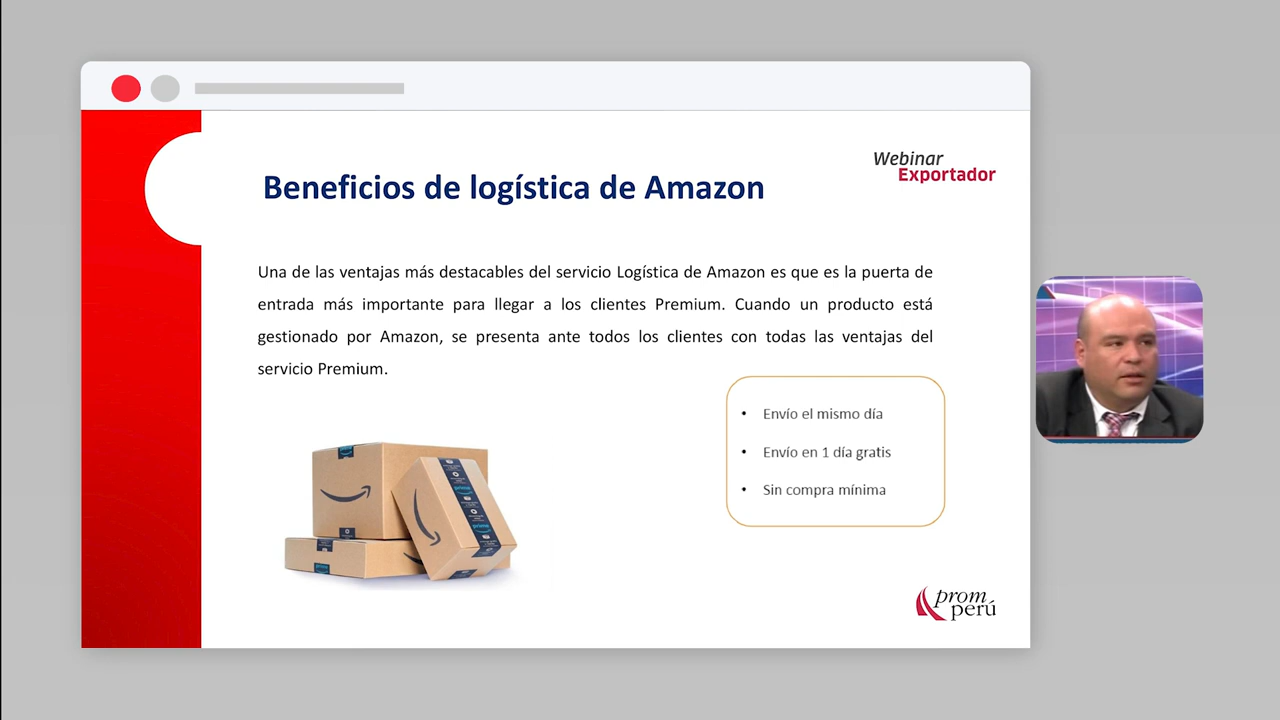 Webinar
Exportador
Beneficios de logística de Amazon
Una de las ventajas más destacables del servicio Logística de Amazon es que es la puerta de
entrada más importante para llegar a los clientes Premium. Cuando un producto está
gestionado por Amazon, se presenta ante todos los clientes con todas las ventajas del
servicio Premium.
• Envío el mismo día
• Envío en 1 día gratis
• Sin compra mínima
prime
prime
prom
perú